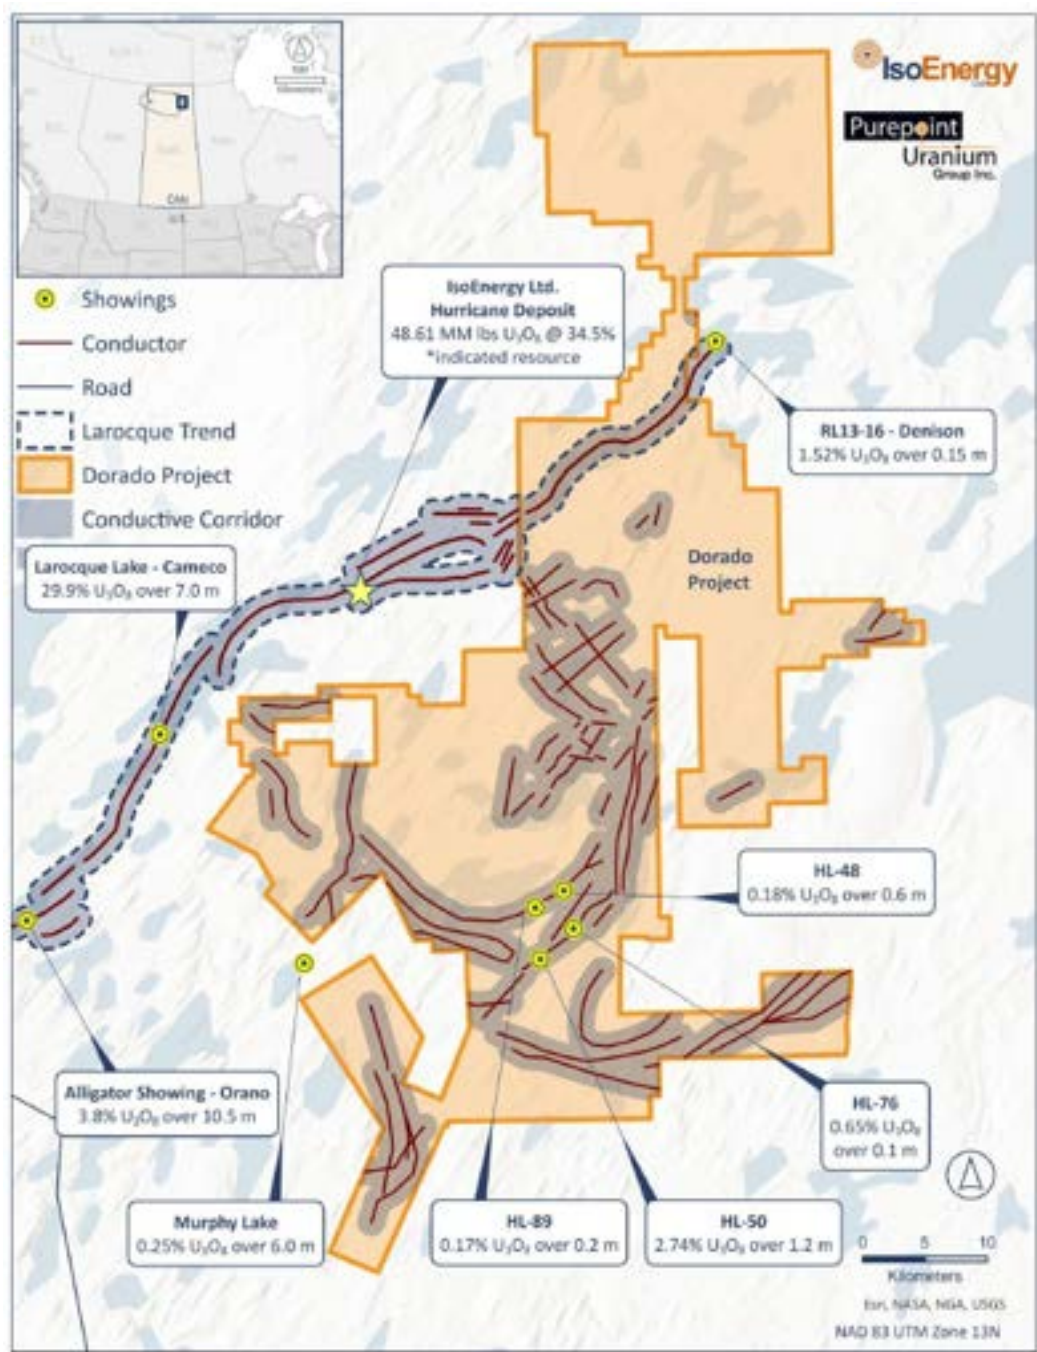 IsoEnergy
Purepoint
Uranium
Group Inc.
CAN
U.S.
Showings
Conductor
Road
Larocque Trend
Dorado Project
Conductive Corridor
IsoEnergy Ltd.
Hurricane Deposit
48.61 MM lbs U₃O₈ @ 34.5%
*indicated resource
RL13-16 - Denison
1.52% U₃O₈ over 0.15 m
Larocque Lake - Cameco
29.9% U₃O₈ over 7.0 m
Dorado
Project
HL-48
0.18% U₃O₈ over 0.6 m
Alligator Showing - Orano
3.8% U₃O₈ over 10.5 m
HL-76
0.65% U₃O₈
over 0.1 m
Murphy Lake
0.25% U₃O₈ over 6.0 m
HL-89
0.17% U₃O₈ over 0.2 m
HL-50
2.74% U₃O₈ over 1.2 m
0 5 10
Kilometers
Esri, NASA, NGA, USGS
NAD 83 UTM Zone 13N